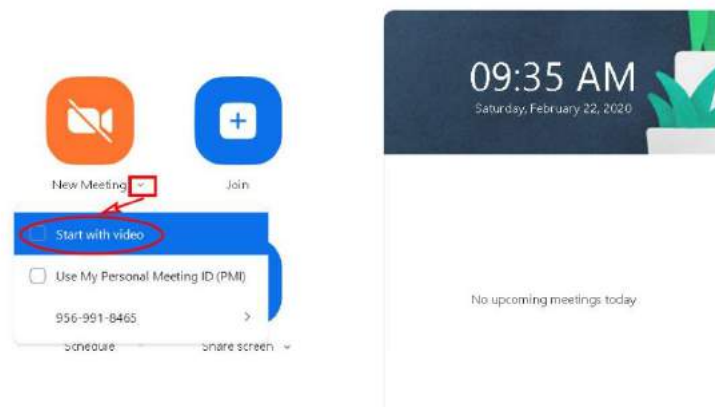 09:35 AM
Saturday, February 22, 2020
New Meeting
Join
Start with video
Use My Personal Meeting ID (PMI)
956-991-8465
Schedule
Share screen
No upcoming meetings today